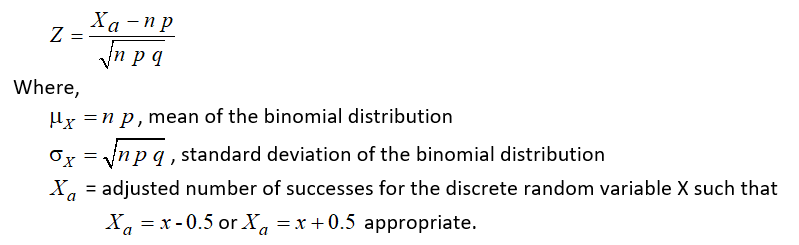 Z = (X_a − n p) / √(n p q)
Where,
μ_X = n p, mean of the binomial distribution
σ_X = √(n p q), standard deviation of the binomial distribution
X_a = adjusted number of successes for the discrete random variable X such that
X_a = x - 0.5 or X_a = x + 0.5 appropriate.